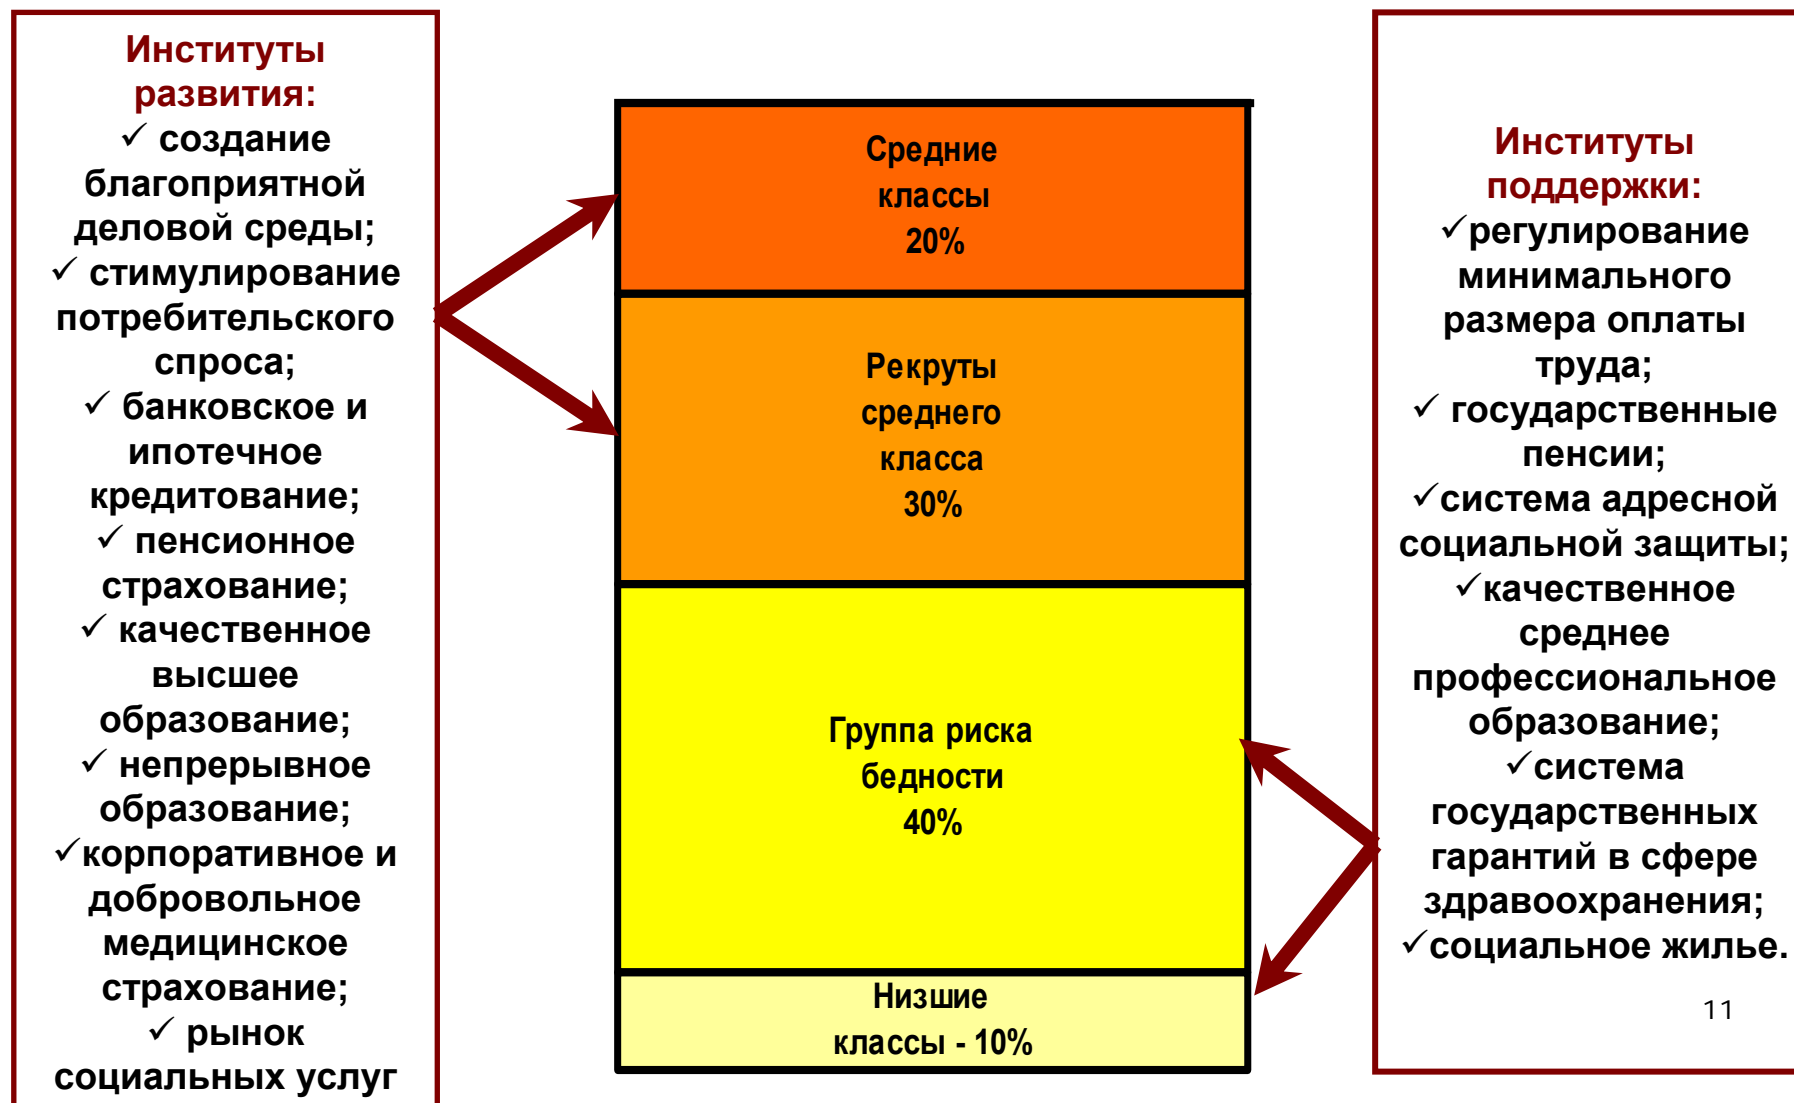 Институты
развития:
✓ создание
благоприятной
деловой среды;
✓ стимулирование
потребительского
спроса;
✓ банковское и
ипотечное
кредитование;
✓ пенсионное
страхование;
✓ качественное
высшее
образование;
✓ непрерывное
образование;
✓корпоративное и
добровольное
медицинское
страхование;
✓ рынок
социальных услуг
Средние
классы
20%
Рекруты
среднего
класса
30%
Группа риска
бедности
40%
Низшие
классы - 10%
Институты
поддержки:
✓регулирование
минимального
размера оплаты
труда;
✓ государственные
пенсии;
✓система адресной
социальной защиты;
✓качественное
среднее
профессиональное
образование;
✓система
государственных
гарантий в сфере
здравоохранения;
✓социальное жилье.
11